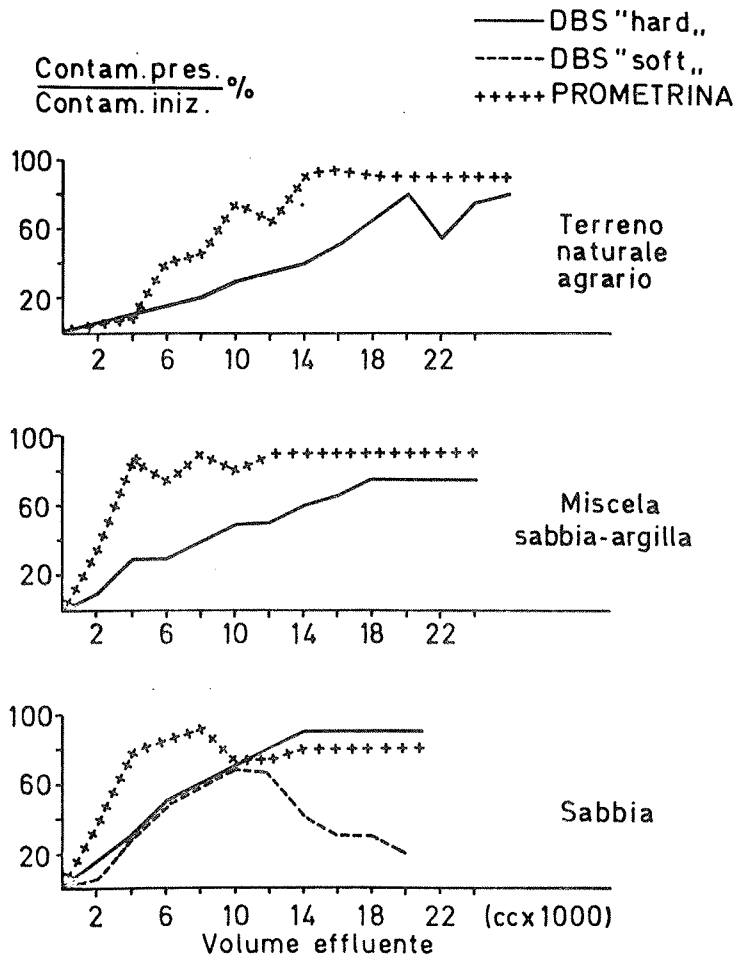 DBS "hard„
DBS "soft„
PROMETRINA
Contam. pres.
Contam. iniz. %
100
60
20
2 6 10 14 18 22
Terreno
naturale
agrario
100
60
20
2 6 10 14 18 22
Miscela
sabbia-argilla
100
60
20
2 6 10 14 18 22 (ccx1000)
Sabbia
Volume effluente